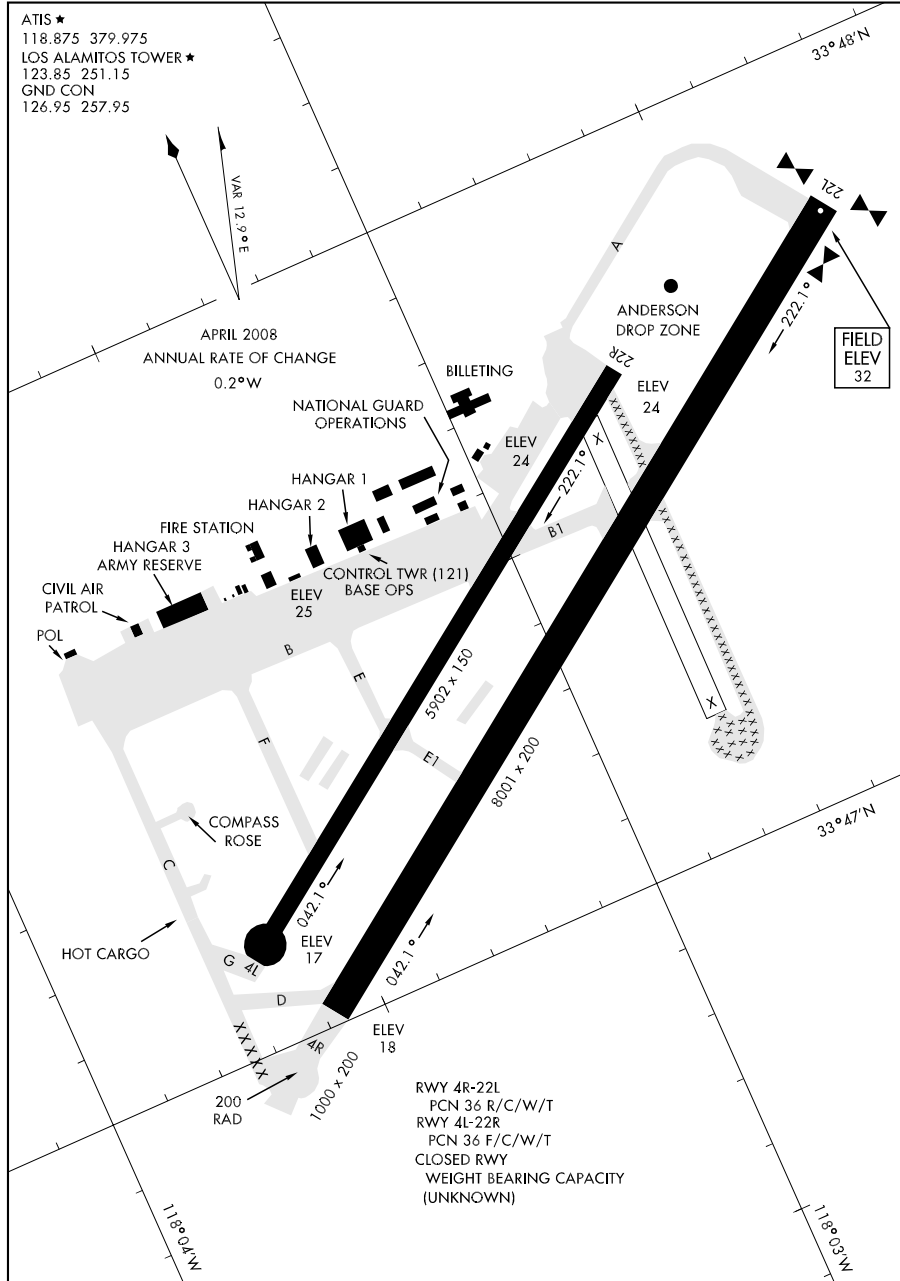 ATIS ★
118.875 379.975
LOS ALAMITOS TOWER ★
123.85 251.15
GND CON
126.95 257.95
33°48'N
VAR 12.9°E
22L
A
ANDERSON
DROP ZONE
222.1°
FIELD
ELEV
32
APRIL 2008
ANNUAL RATE OF CHANGE
0.2°W
22R
BILLETING
ELEV
24
NATIONAL GUARD
OPERATIONS
X
ELEV
24
222.1°
HANGAR 1
HANGAR 2
B1
FIRE STATION
HANGAR 3
ARMY RESERVE
CONTROL TWR (121)
BASE OPS
ELEV
25
CIVIL AIR
PATROL
POL
B
E
5902 x 150
X
F
E1
8001 x 200
33°47'N
COMPASS
ROSE
C
042.1°
HOT CARGO
ELEV
17
G
4L
042.1°
D
XXXXX
4R
ELEV
18
1000 x 200
200
RAD
RWY 4R-22L
PCN 36 R/C/W/T
RWY 4L-22R
PCN 36 F/C/W/T
CLOSED RWY
WEIGHT BEARING CAPACITY
(UNKNOWN)
118°04'W
118°03'W